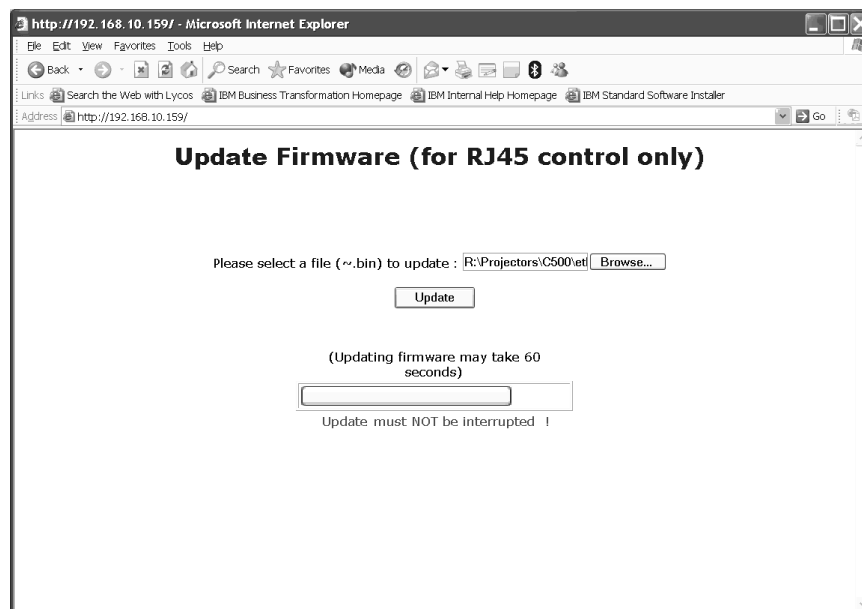 http://192.168.10.159/ - Microsoft Internet Explorer
File Edit View Favorites Tools Help
Back Search Favorites Media
Links Search the Web with Lycos IBM Business Transformation Homepage IBM Internal Help Homepage IBM Standard Software Installer
Address http://192.168.10.159/ Go
Update Firmware (for RJ45 control only)
Please select a file (~.bin) to update : R:\Projectors\C500\et Browse...
Update
(Updating firmware may take 60
seconds)
Update must NOT be interrupted !